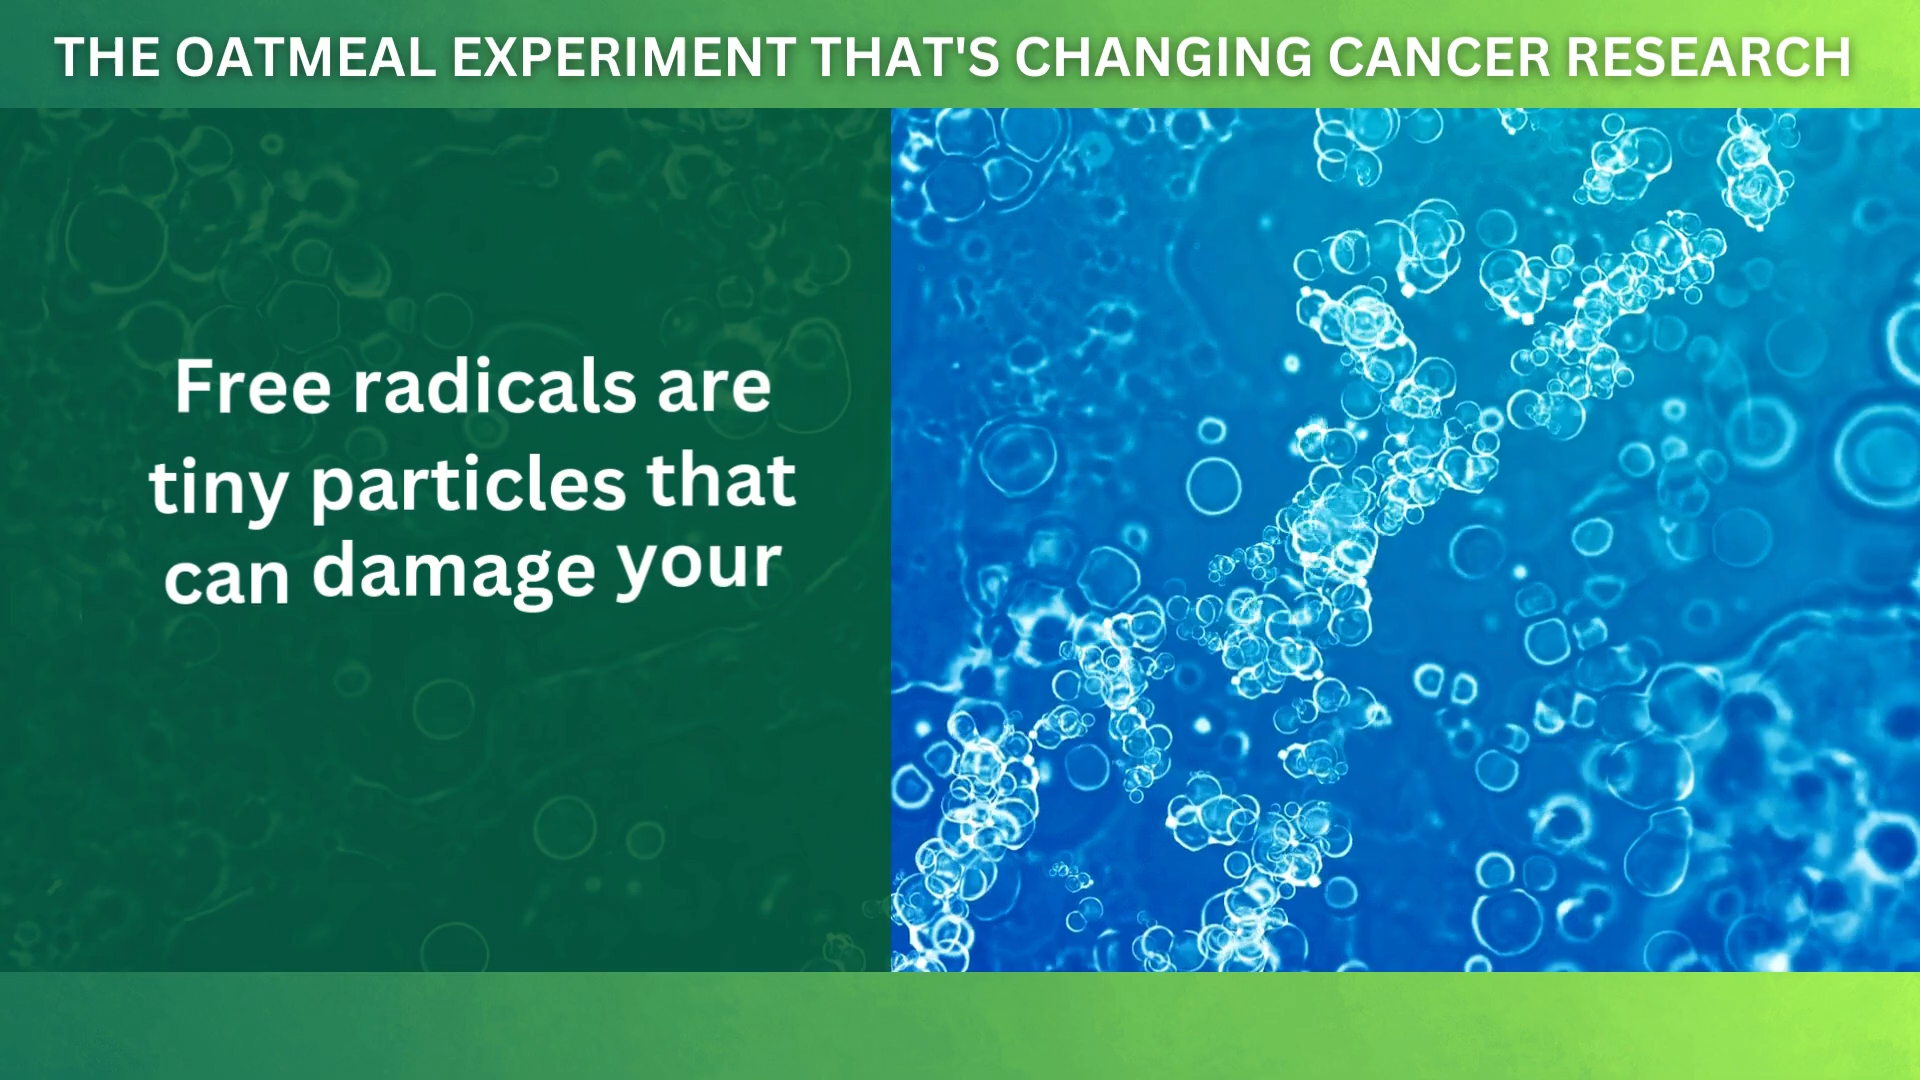 THE OATMEAL EXPERIMENT THAT'S CHANGING CANCER RESEARCH
Free radicals are
tiny particles that
can damage your